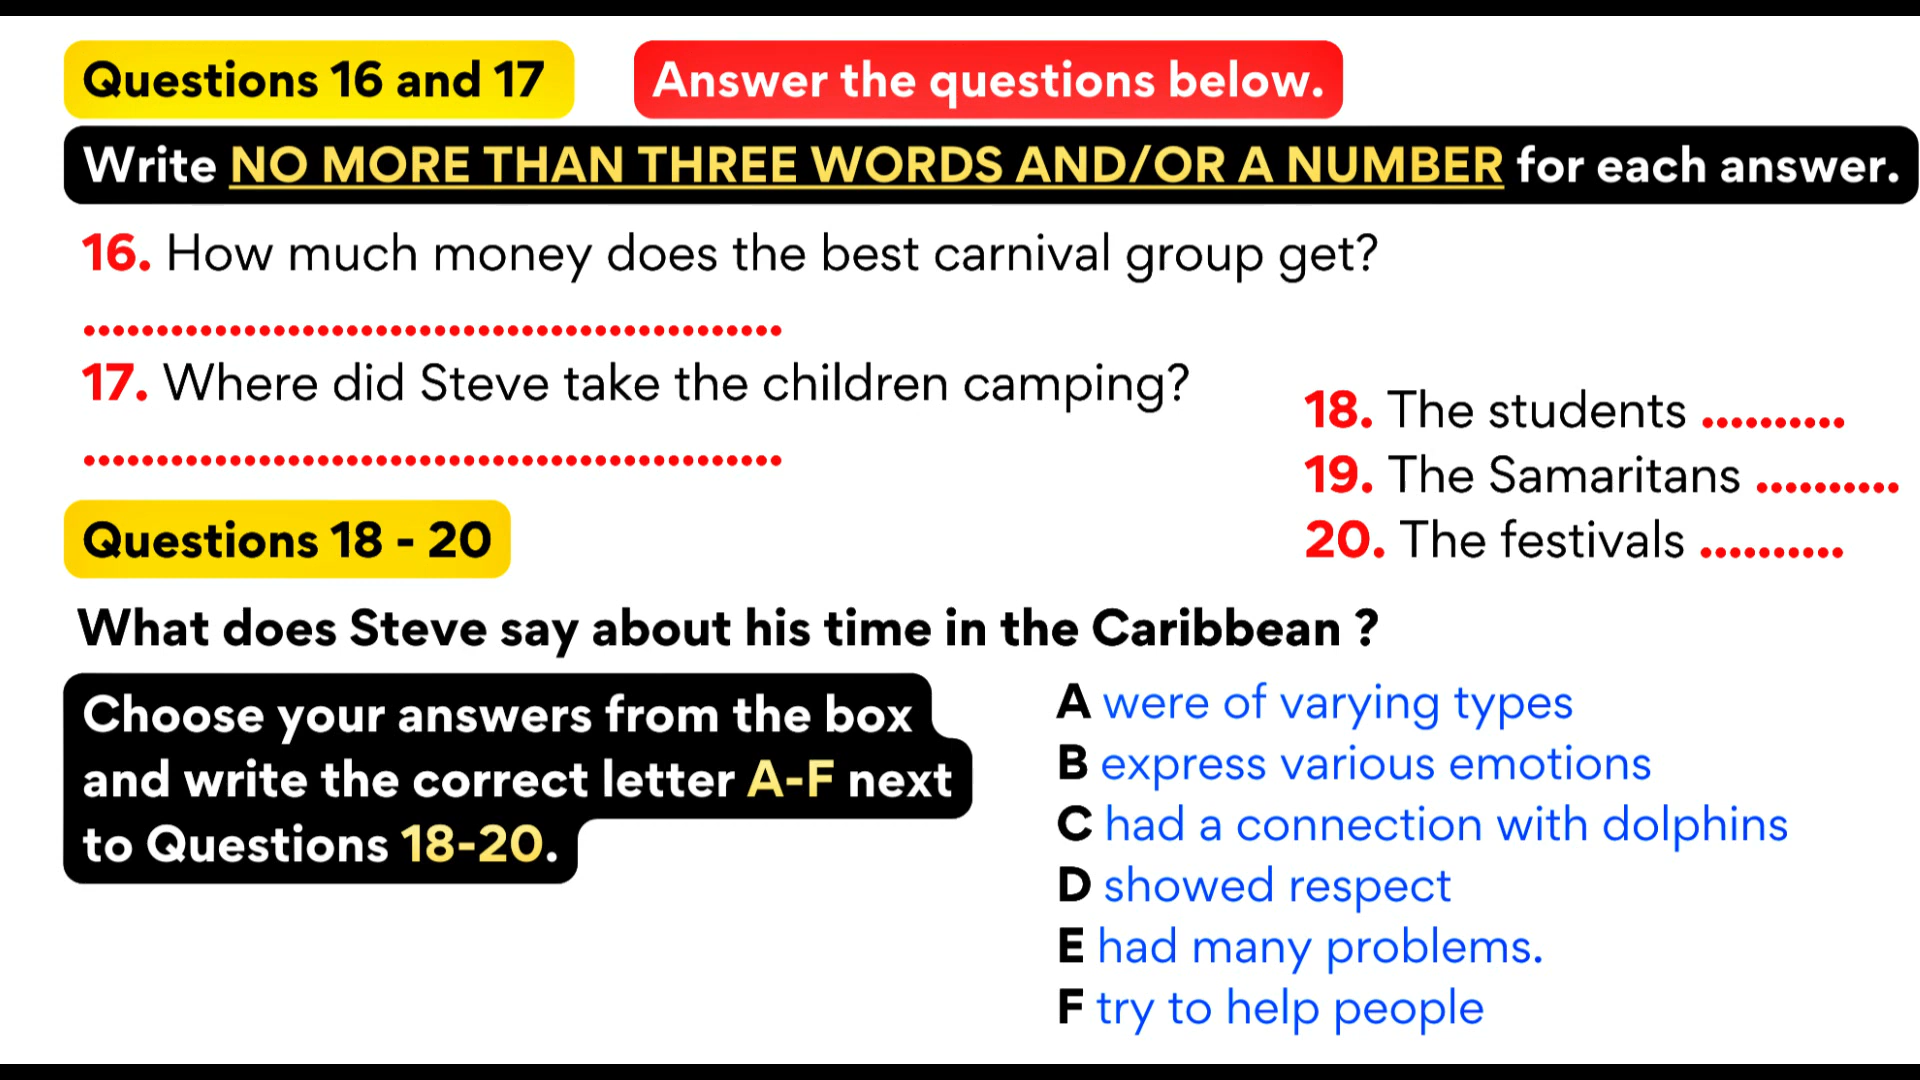 Questions 16 and 17
Answer the questions below.
Write NO MORE THAN THREE WORDS AND/OR A NUMBER for each answer.
16. How much money does the best carnival group get?
................................................
17. Where did Steve take the children camping?
................................................
Questions 18 - 20
18. The students ..........
19. The Samaritans ..........
20. The festivals ..........
What does Steve say about his time in the Caribbean ?
Choose your answers from the box
and write the correct letter A-F next
to Questions 18-20.
A were of varying types
B express various emotions
C had a connection with dolphins
D showed respect
E had many problems.
F try to help people